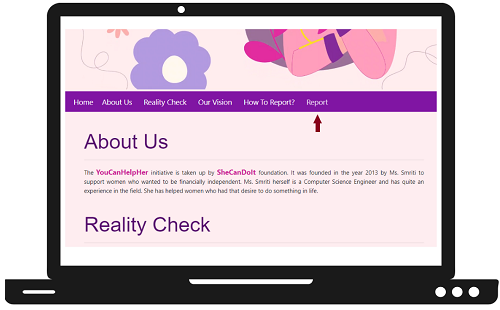 Home About Us Reality Check Our Vision How To Report? Report
About Us
The YouCanHelpHer initiative is taken up by SheCanDoIt foundation. It was founded in the year 2013 by Ms. Smriti to
support women who wanted to be financially independent. Ms. Smriti herself is a Computer Science Engineer and has quite an
experience in the field. She has helped women who had that desire to do something in life.
Reality Check